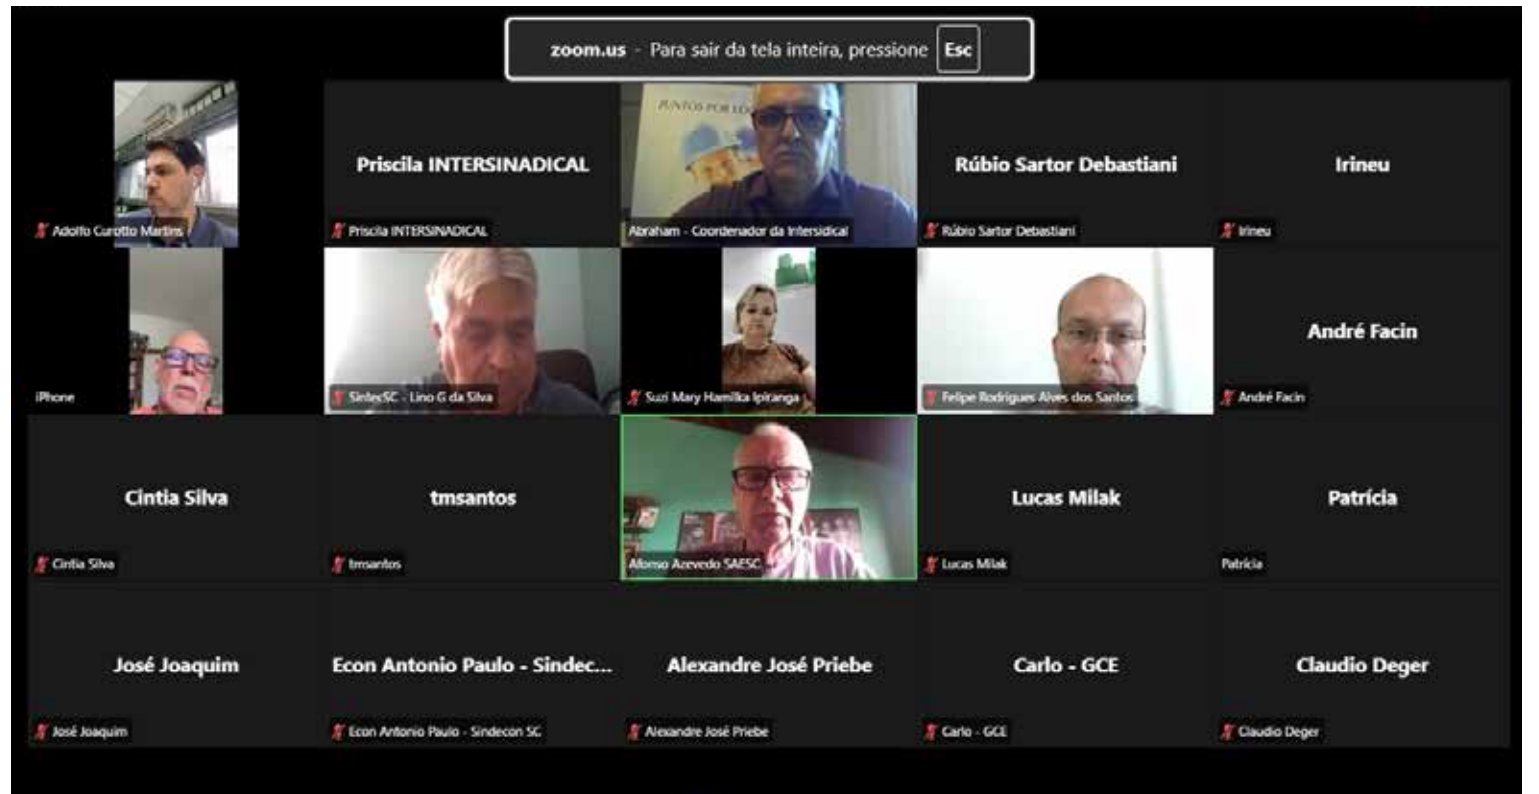 zoom.us - Para sair da tela inteira, pressione Esc
JUNTOS POR
Priscila INTERSINADICAL
Rúbio Sartor Debastiani
Irineu
Adolfo Curotto Martins
Priscila INTERSINADICAL
Abraham - Coordenador da Intersidical
Rúbio Sartor Debastiani
Irineu
André Facin
iPhone
SintecSC - Lino G da Silva
Suzi Mary Hamilka Ipiranga
Felipe Rodrigues Alves dos Santos
André Facin
Cintia Silva
tmsantos
Lucas Milak
Patrícia
Cintia Silva
tmsantos
Afonso Azevedo SAESC
Lucas Milak
Patrícia
José Joaquim
Econ Antonio Paulo - Sindec...
Alexandre José Priebe
Carlo - GCE
Claudio Deger
José Joaquim
Econ Antonio Paulo - Sindecon SC
Alexandre José Priebe
Carlo - GCE
Claudio Deger